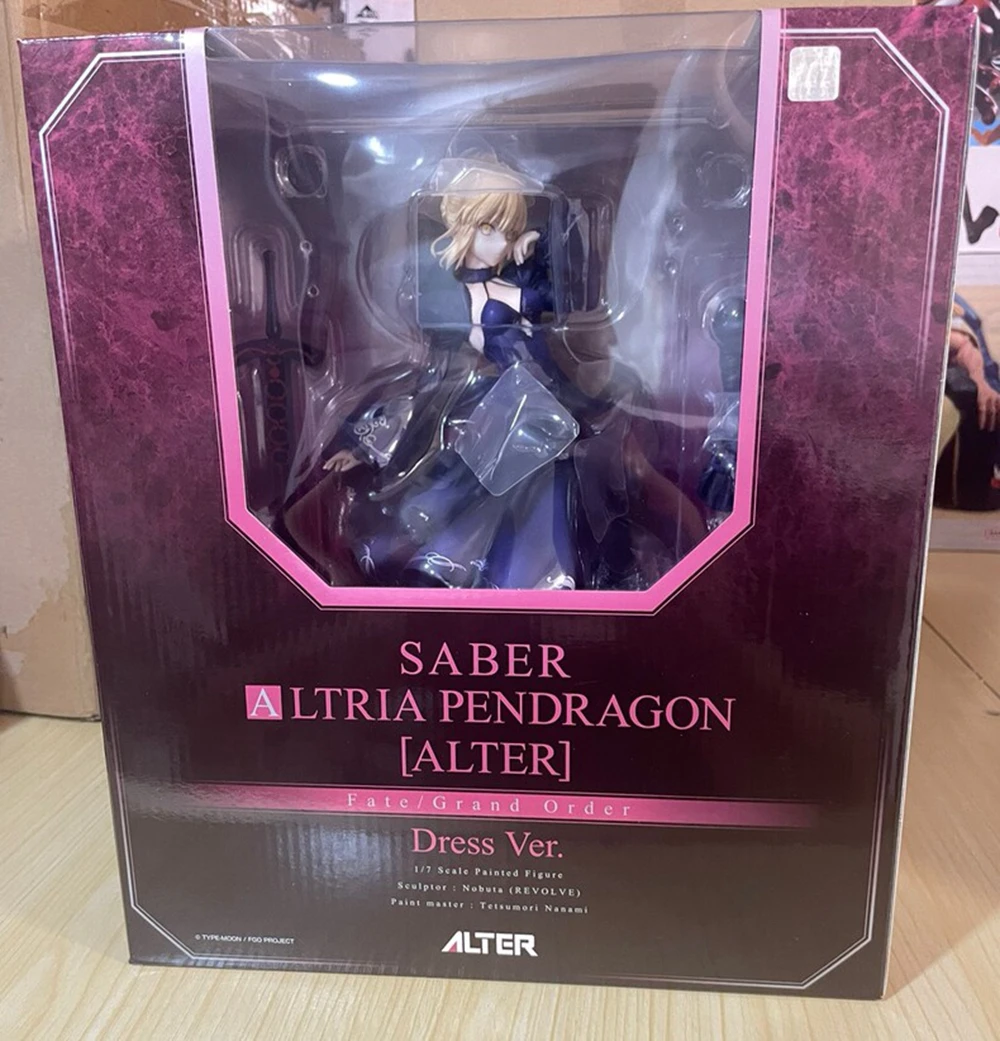 SABER
ALTRIA PENDRAGON
[ALTER]
Fate/Grand Order
Dress Ver.
1/7 Scale Painted Figure
Sculptor : Nobuta (REVOLVE)
Paint master : Tetsumori Nanami
© TYPE-MOON / FGO PROJECT
ALTER